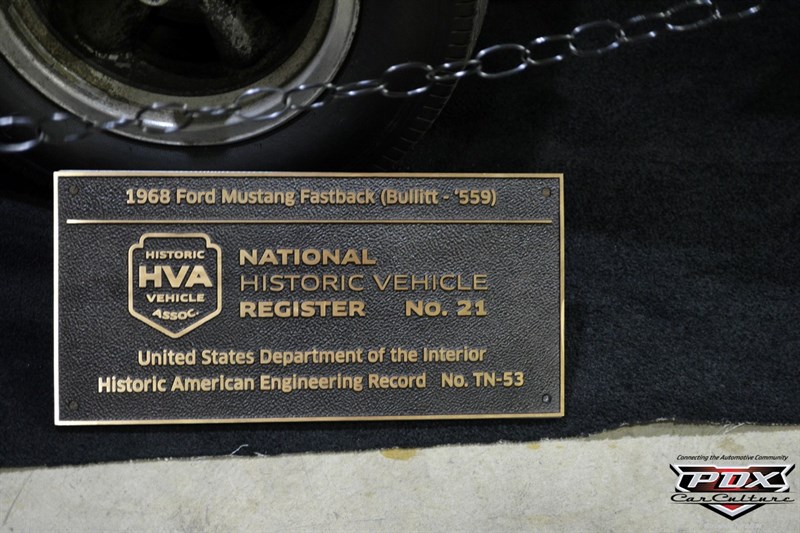 1968 Ford Mustang Fastback (Bullitt - '559)
HISTORIC
HVA
VEHICLE
ASSOC.
NATIONAL
HISTORIC VEHICLE
REGISTER No. 21
United States Department of the Interior
Historic American Engineering Record No. TN-53
Connecting the Automotive Community
PDX
CarCulture